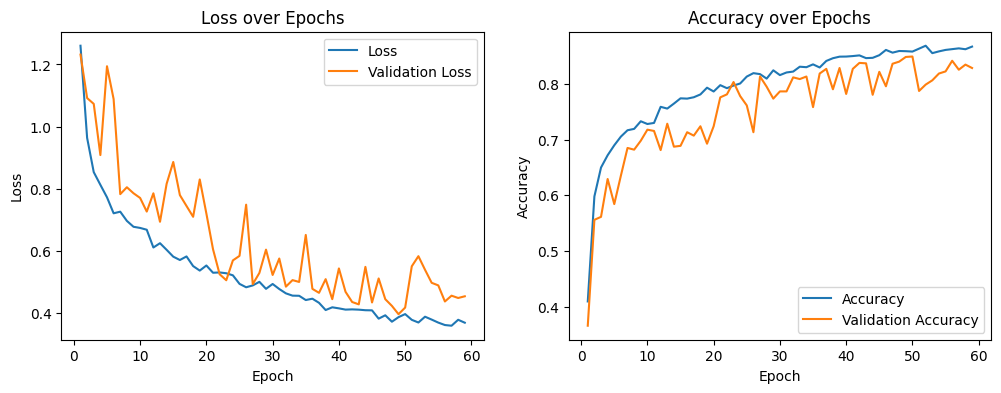 Loss over Epochs
Loss
Validation Loss
1.2
1.0
0.8
0.6
0.4
Loss
0 10 20 30 40 50 60
Epoch
Accuracy over Epochs
0.8
0.7
0.6
0.5
0.4
Accuracy
Accuracy
Validation Accuracy
0 10 20 30 40 50 60
Epoch